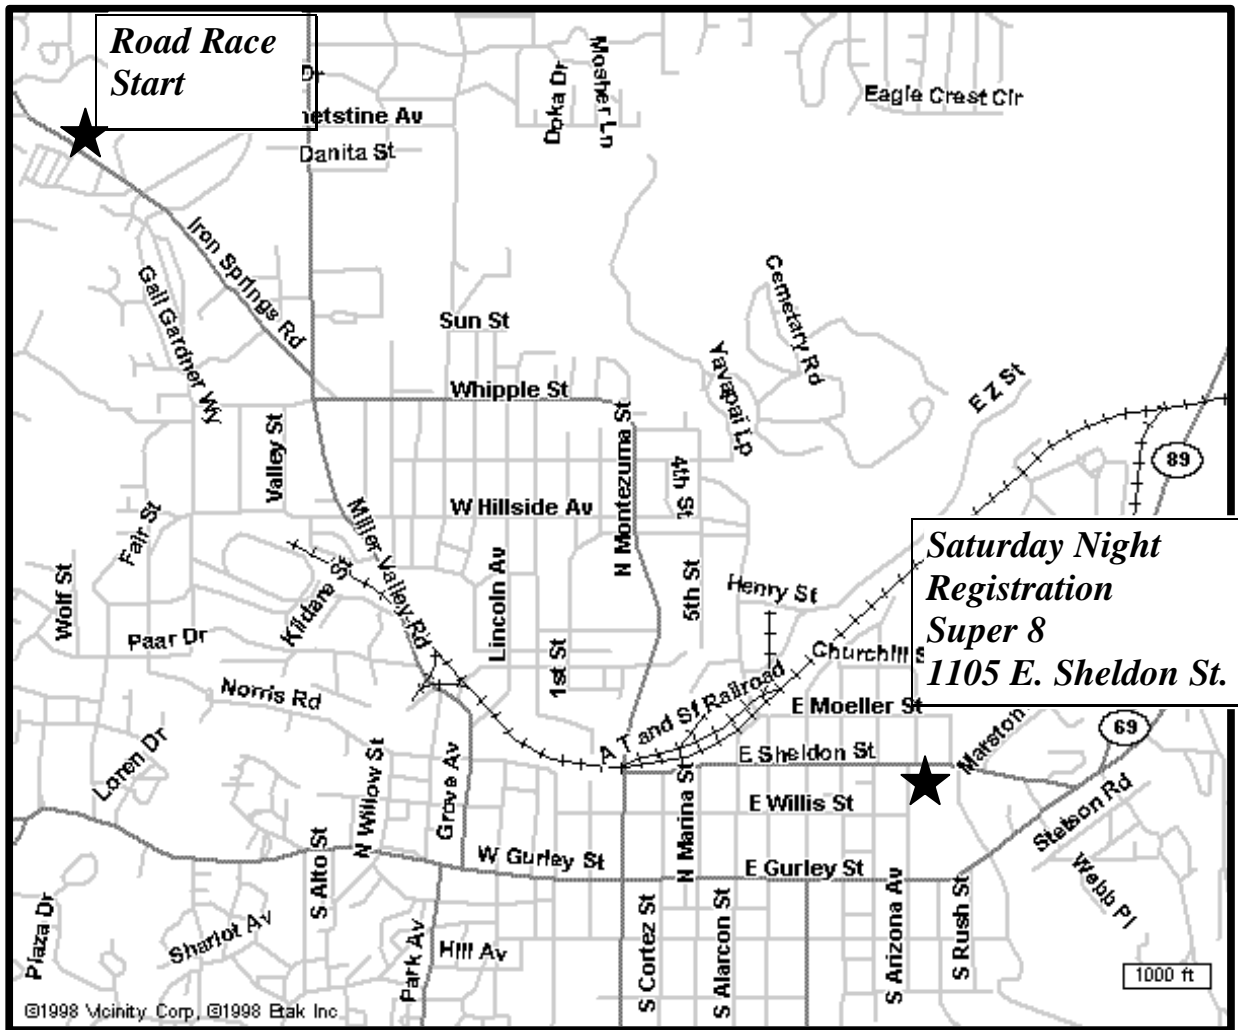 Road Race
Start
Dr
netstine Av
Danita St
Doka Dr
Mosher Ln
Eagle Crest Cir
Iron Springs Rd
Gail Gardner Wy
Sun St
Cemetary Rd
Whipple St
Yavapai Lp
E Z St
Valley St
N Montezuma St
4th St
89
W Hillside Av
Miller Valley Rd
Fair St
Saturday Night
Registration
Super 8
1105 E. Sheldon St.
Wolf St
Kildare St
Lincoln Av
5th St
Henry St
Paar Dr
1st St
Churchill S
Norris Rd
A T and Sf Railroad
E Moeller St
Marston
69
Loren Dr
N Willow St
Grove Av
E Sheldon St
N Marina St
E Willis St
Stetson Rd
S Alto St
W Gurley St
E Gurley St
Webb Pl
Plaza Dr
Sharlot Av
Park Av
Hill Av
S Cortez St
S Alarcon St
S Arizona Av
S Rush St
1000 ft
©1998 Vicinity Corp, ©1998 Etak Inc